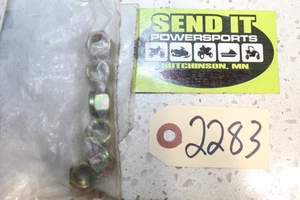 SEND IT
POWERSPORTS
HUTCHINSON, MN
2283